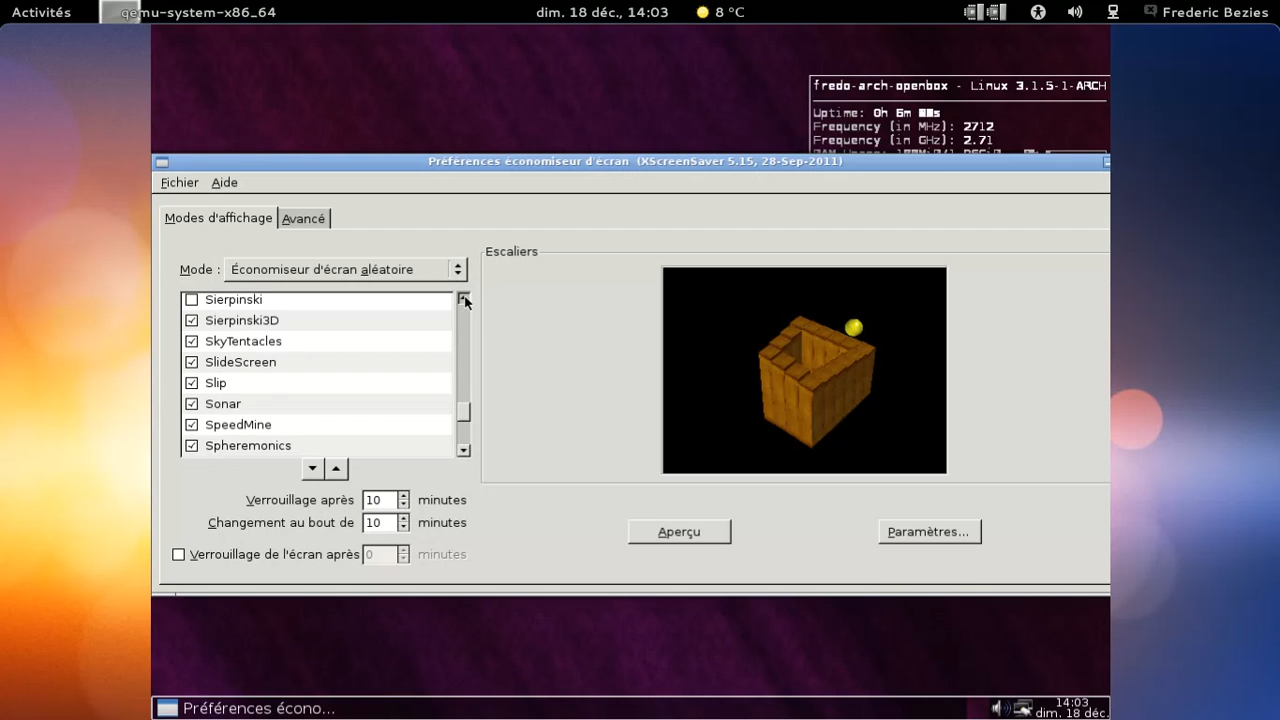 Activités qemu-system-x86_64 dim. 18 déc., 14:03 8 °C Frederic Bezies
fredo-arch-openbox - Linux 3.1.5-1-ARCH
Uptime: 0h 6m
Frequency (in MHz): 2712
Frequency (in GHz): 2.71
Préférences économiseur d'écran (XScreenSaver 5.15, 28-Sep-2011)
Fichier Aide
Modes d'affichage Avancé
Mode : Économiseur d'écran aléatoire
Escaliers
Sierpinski
Sierpinski3D
SkyTentacles
SlideScreen
Slip
Sonar
SpeedMine
Spheremonics
Verrouillage après 10 minutes
Changement au bout de 10 minutes
Verrouillage de l'écran après 0 minutes
Aperçu Paramètres...
Préférences écono... 14:03
dim. 18 déc.